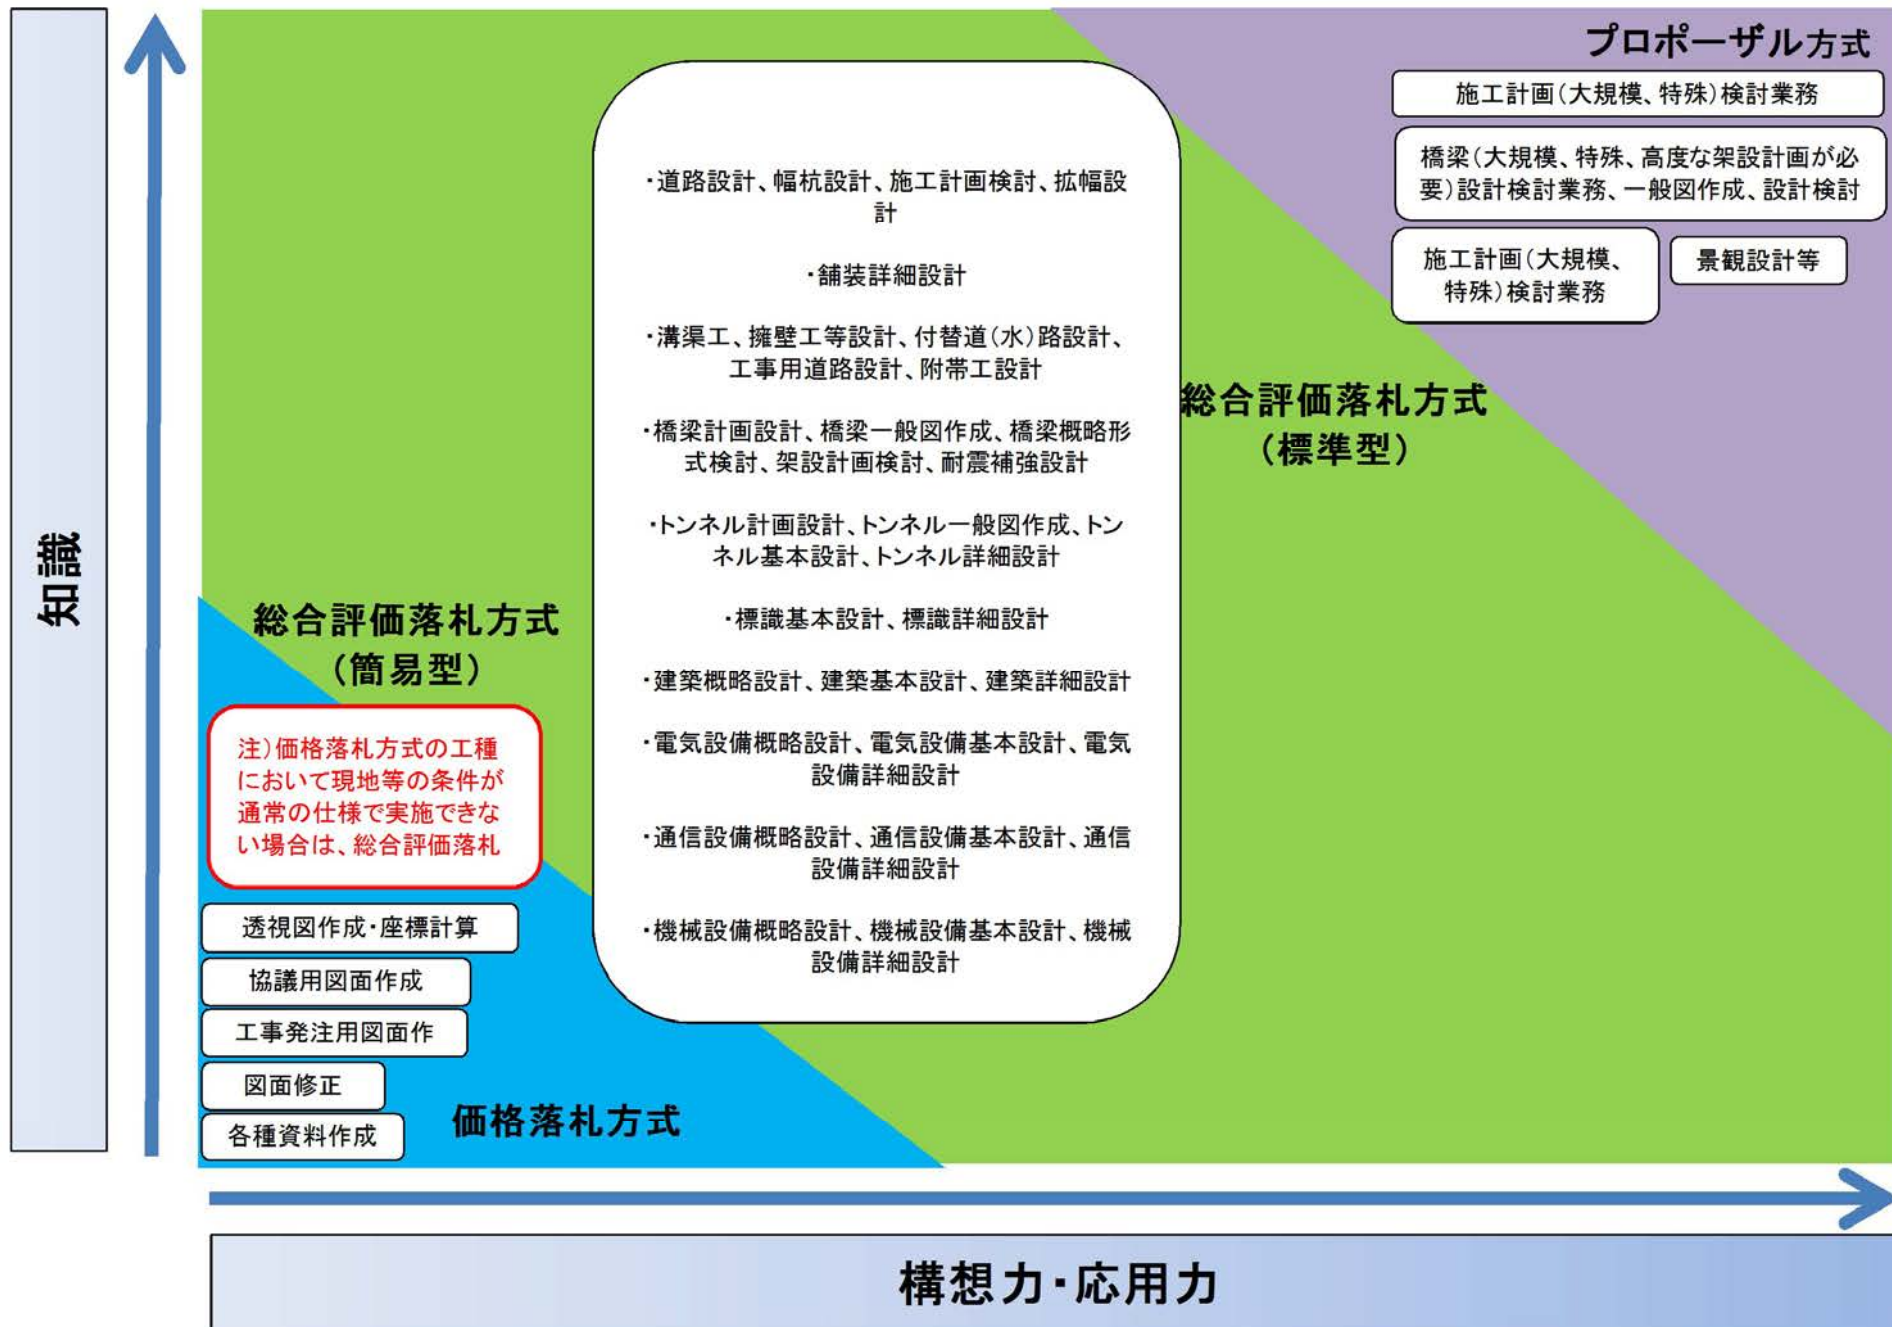 プロポーザル方式
施工計画(大規模、特殊)検討業務
橋梁(大規模、特殊、高度な架設計画が必
要)設計検討業務、一般図作成、設計検討
施工計画(大規模、
特殊)検討業務
景観設計等
・道路設計、幅杭設計、施工計画検討、拡幅設
計
・舗装詳細設計
・溝渠工、擁壁工等設計、付替道(水)路設計、
工事用道路設計、附帯工設計
・橋梁計画設計、橋梁一般図作成、橋梁概略形
式検討、架設計画検討、耐震補強設計
・トンネル計画設計、トンネル一般図作成、トン
ネル基本設計、トンネル詳細設計
・標識基本設計、標識詳細設計
・建築概略設計、建築基本設計、建築詳細設計
・電気設備概略設計、電気設備基本設計、電気
設備詳細設計
・通信設備概略設計、通信設備基本設計、通信
設備詳細設計
・機械設備概略設計、機械設備基本設計、機械
設備詳細設計
総合評価落札方式
(標準型)
知識
総合評価落札方式
(簡易型)
注)価格落札方式の工種
において現地等の条件が
通常の仕様で実施できな
い場合は、総合評価落札
透視図作成・座標計算
協議用図面作成
工事発注用図面作
図面修正
各種資料作成
価格落札方式
構想力・応用力